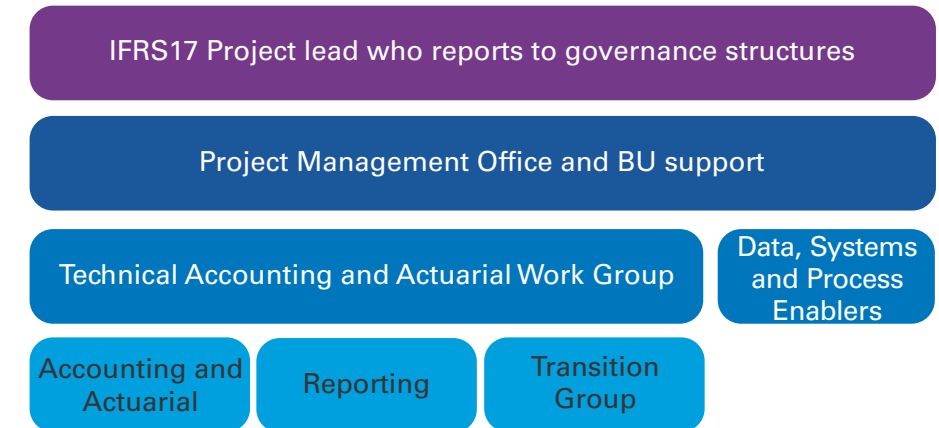 IFRS17 Project lead who reports to governance structures
Project Management Office and BU support
Technical Accounting and Actuarial Work Group
Data, Systems
and Process
Enablers
Accounting and
Actuarial
Reporting
Transition
Group